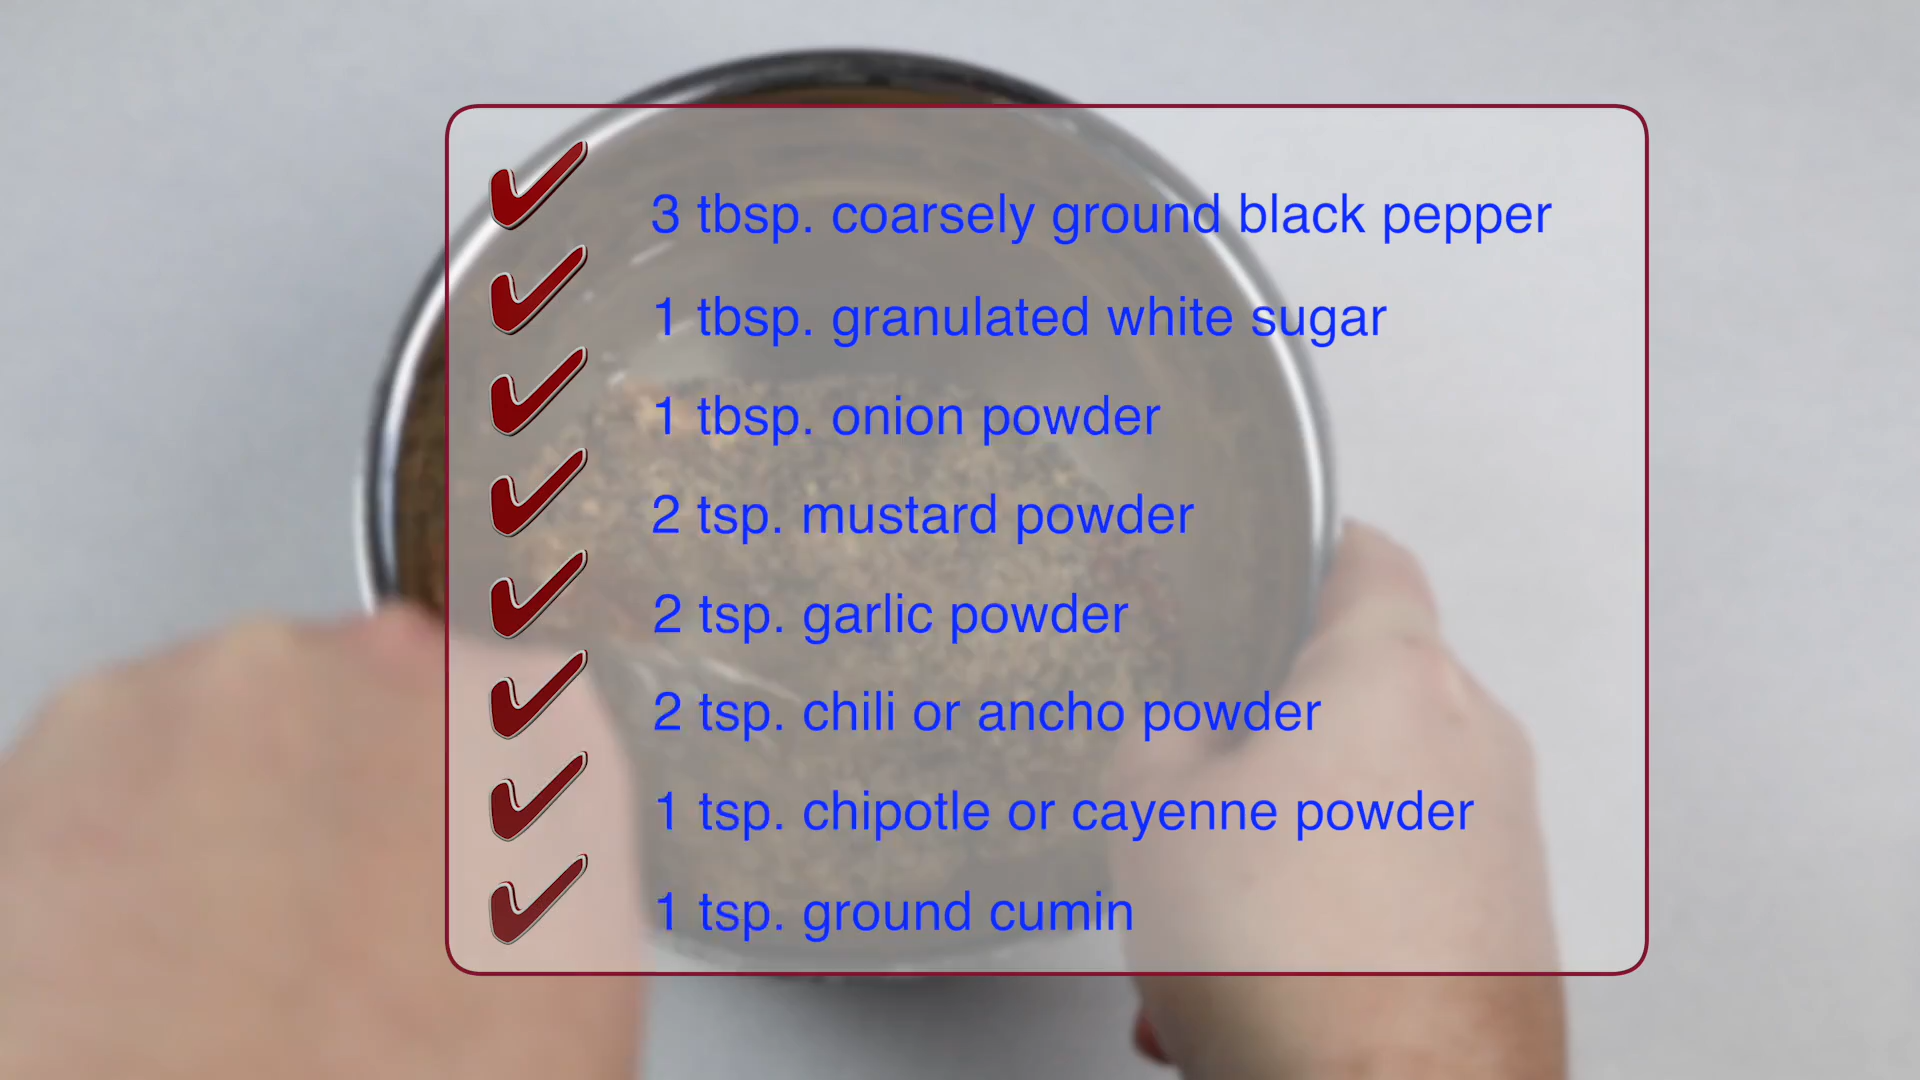 3 tbsp. coarsely ground black pepper
1 tbsp. granulated white sugar
1 tbsp. onion powder
2 tsp. mustard powder
2 tsp. garlic powder
2 tsp. chili or ancho powder
1 tsp. chipotle or cayenne powder
1 tsp. ground cumin